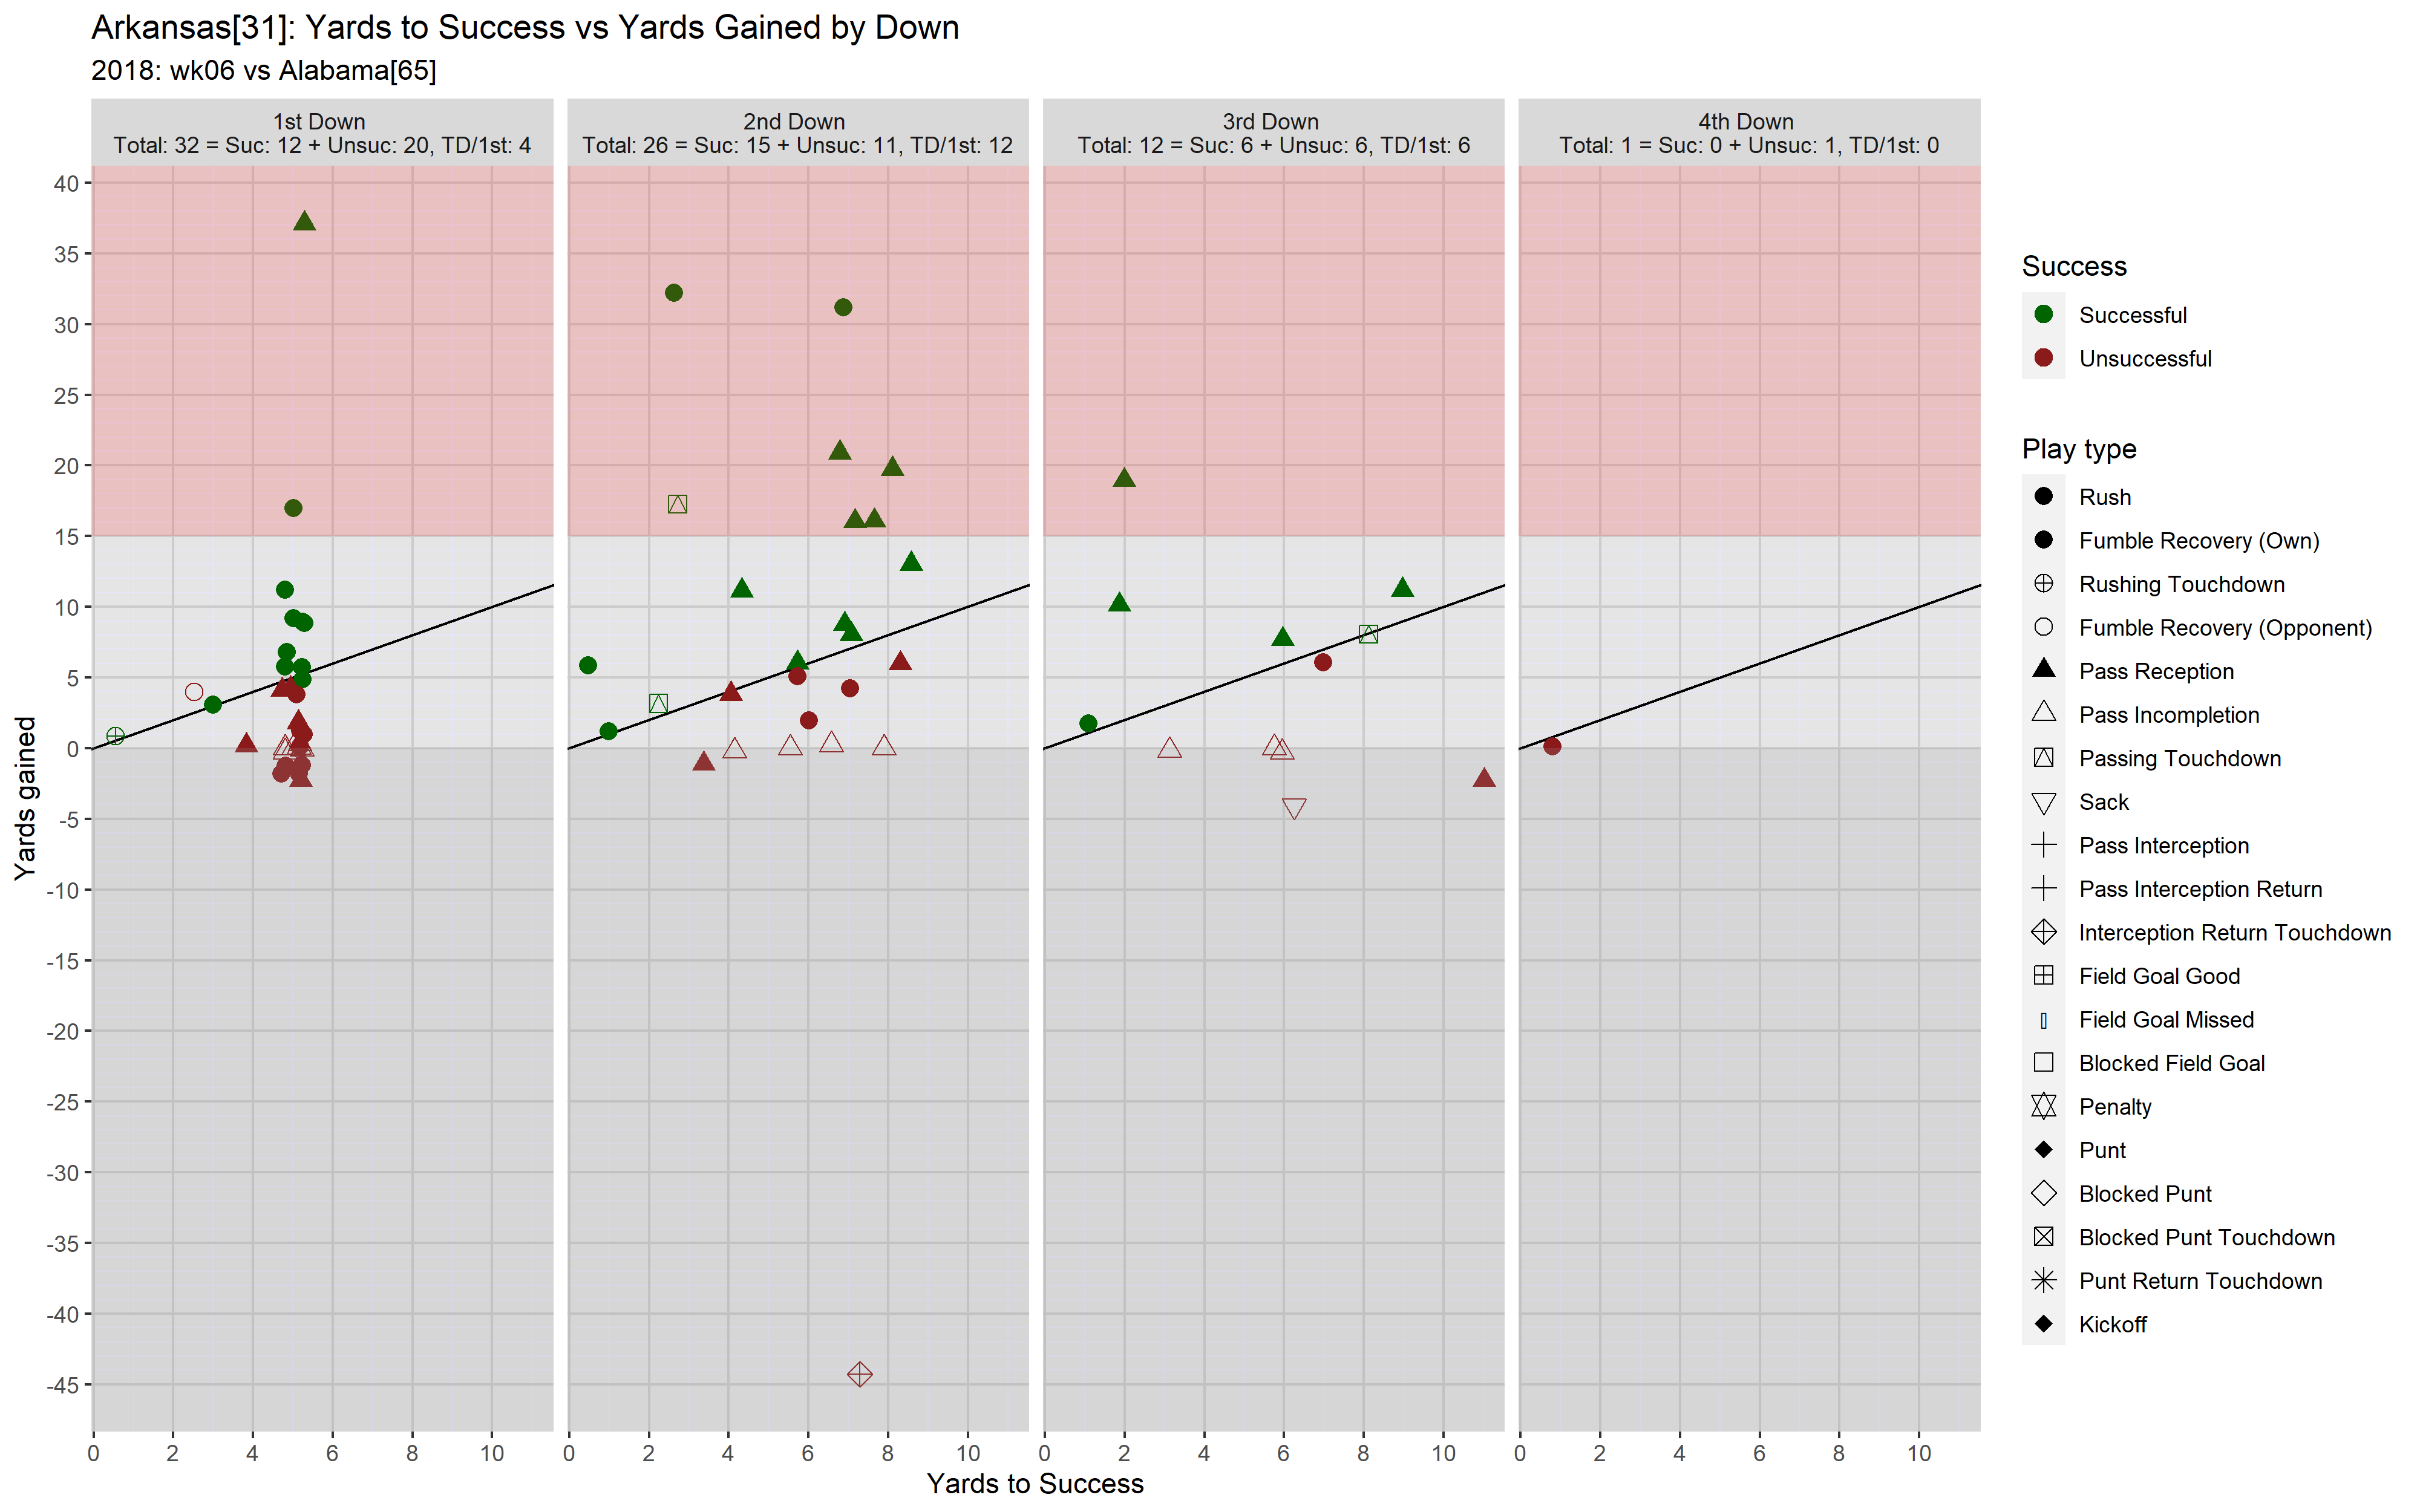 Arkansas[31]: Yards to Success vs Yards Gained by Down
2018: wk06 vs Alabama[65]
1st Down
Total: 32 = Suc: 12 + Unsuc: 20, TD/1st: 4
2nd Down
Total: 26 = Suc: 15 + Unsuc: 11, TD/1st: 12
3rd Down
Total: 12 = Suc: 6 + Unsuc: 6, TD/1st: 6
4th Down
Total: 1 = Suc: 0 + Unsuc: 1, TD/1st: 0
Yards gained
40
35
30
25
20
15
10
5
0
-5
-10
-15
-20
-25
-30
-35
-40
-45
0 2 4 6 8 10
0 2 4 6 8 10
0 2 4 6 8 10
0 2 4 6 8 10
Yards to Success
Success
Successful
Unsuccessful
Play type
Rush
Fumble Recovery (Own)
Rushing Touchdown
Fumble Recovery (Opponent)
Pass Reception
Pass Incompletion
Passing Touchdown
Sack
Pass Interception
Pass Interception Return
Interception Return Touchdown
Field Goal Good
Field Goal Missed
Blocked Field Goal
Penalty
Punt
Blocked Punt
Blocked Punt Touchdown
Punt Return Touchdown
Kickoff